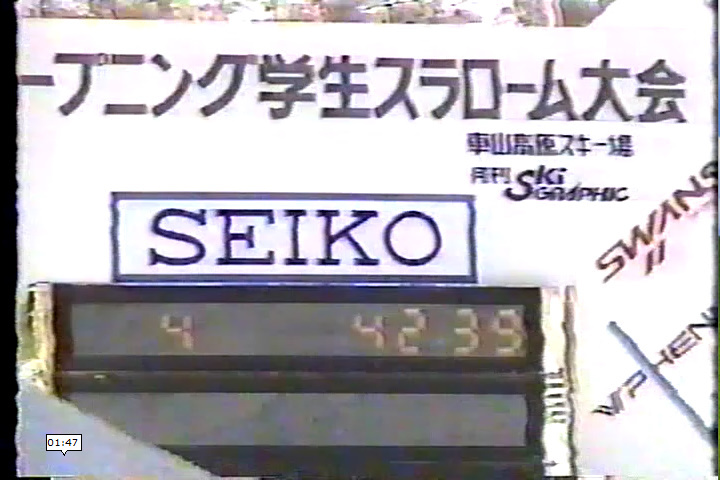 ープニング学生スラローム大会
車山高原スキー場
月刊 Ski GRAPHIC
SWANS
SEIKO
4 42 39
01:47